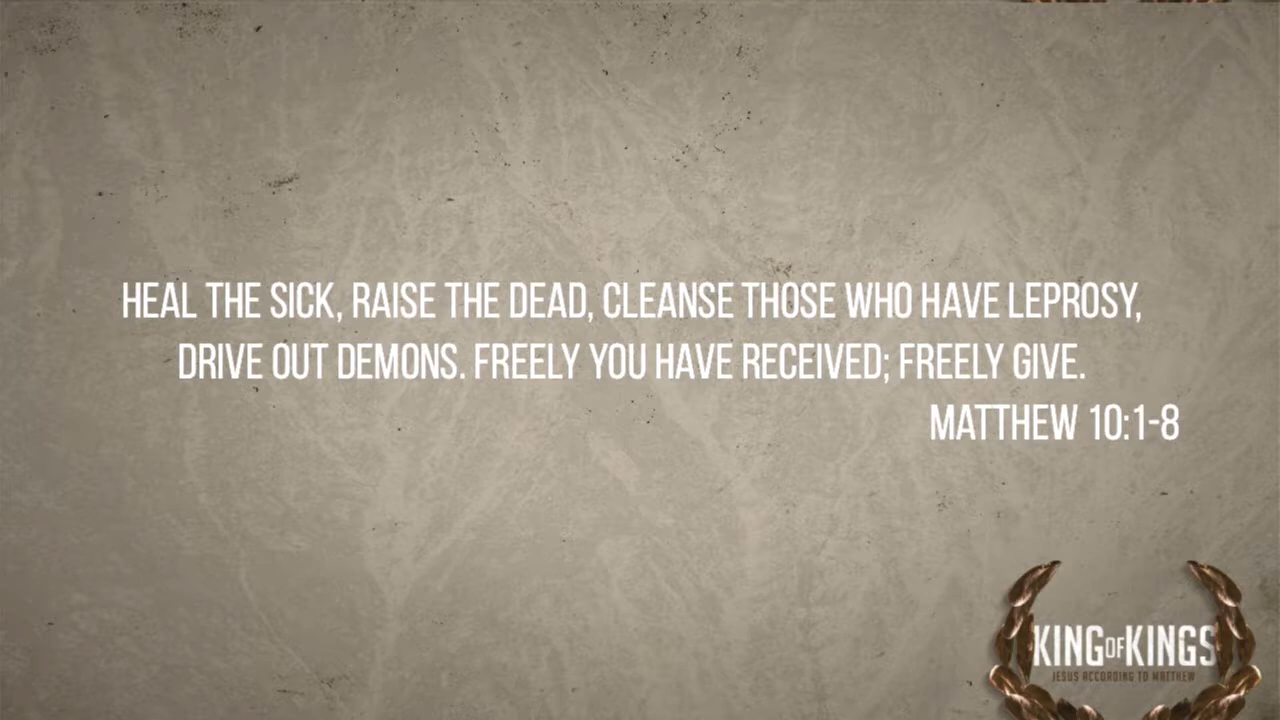 HEAL THE SICK, RAISE THE DEAD, CLEANSE THOSE WHO HAVE LEPROSY,
DRIVE OUT DEMONS. FREELY YOU HAVE RECEIVED; FREELY GIVE.
MATTHEW 10:1-8
KING OF KINGS
JESUS ACCORDING TO MATTHEW